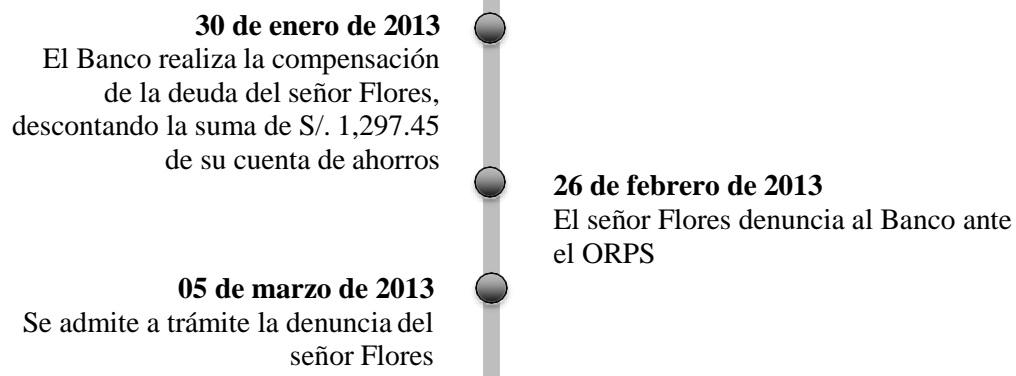 30 de enero de 2013
El Banco realiza la compensación
de la deuda del señor Flores,
descontando la suma de S/. 1,297.45
de su cuenta de ahorros
26 de febrero de 2013
El señor Flores denuncia al Banco ante
el ORPS
05 de marzo de 2013
Se admite a trámite la denuncia del
señor Flores